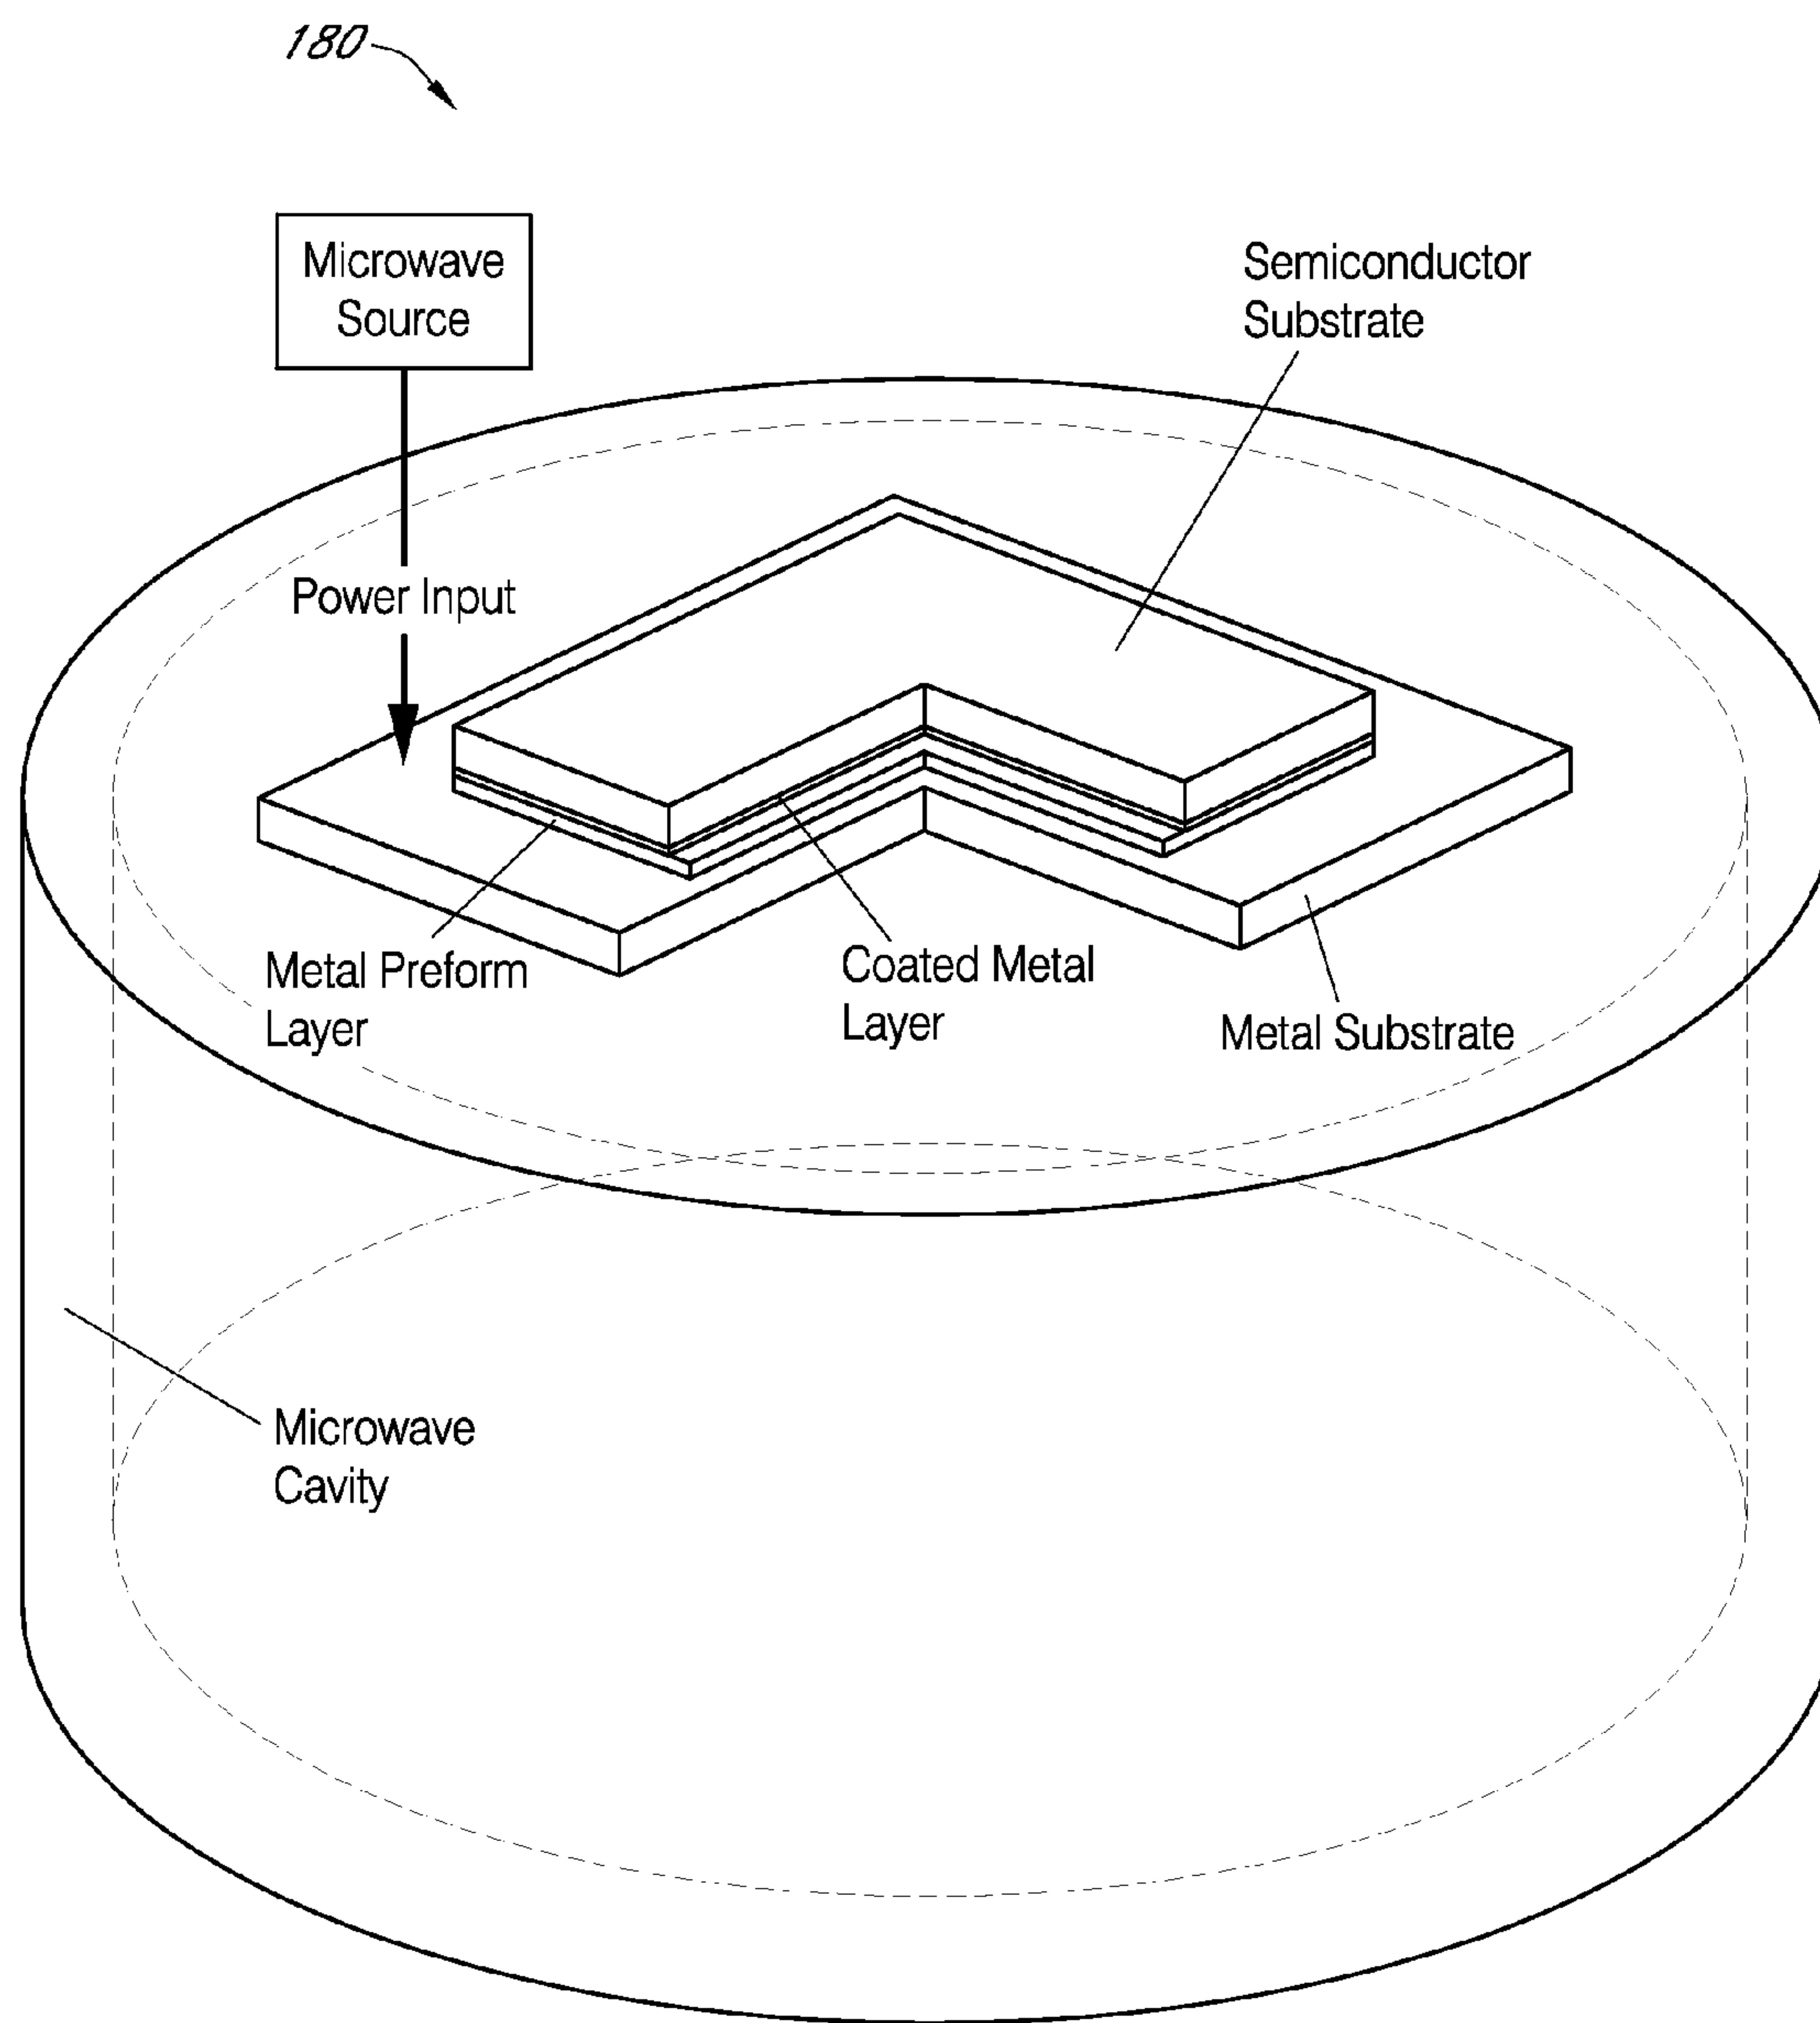 180
Microwave
Source
Semiconductor
Substrate
Power Input
Metal Preform
Layer
Coated Metal
Layer
Metal Substrate
Microwave
Cavity